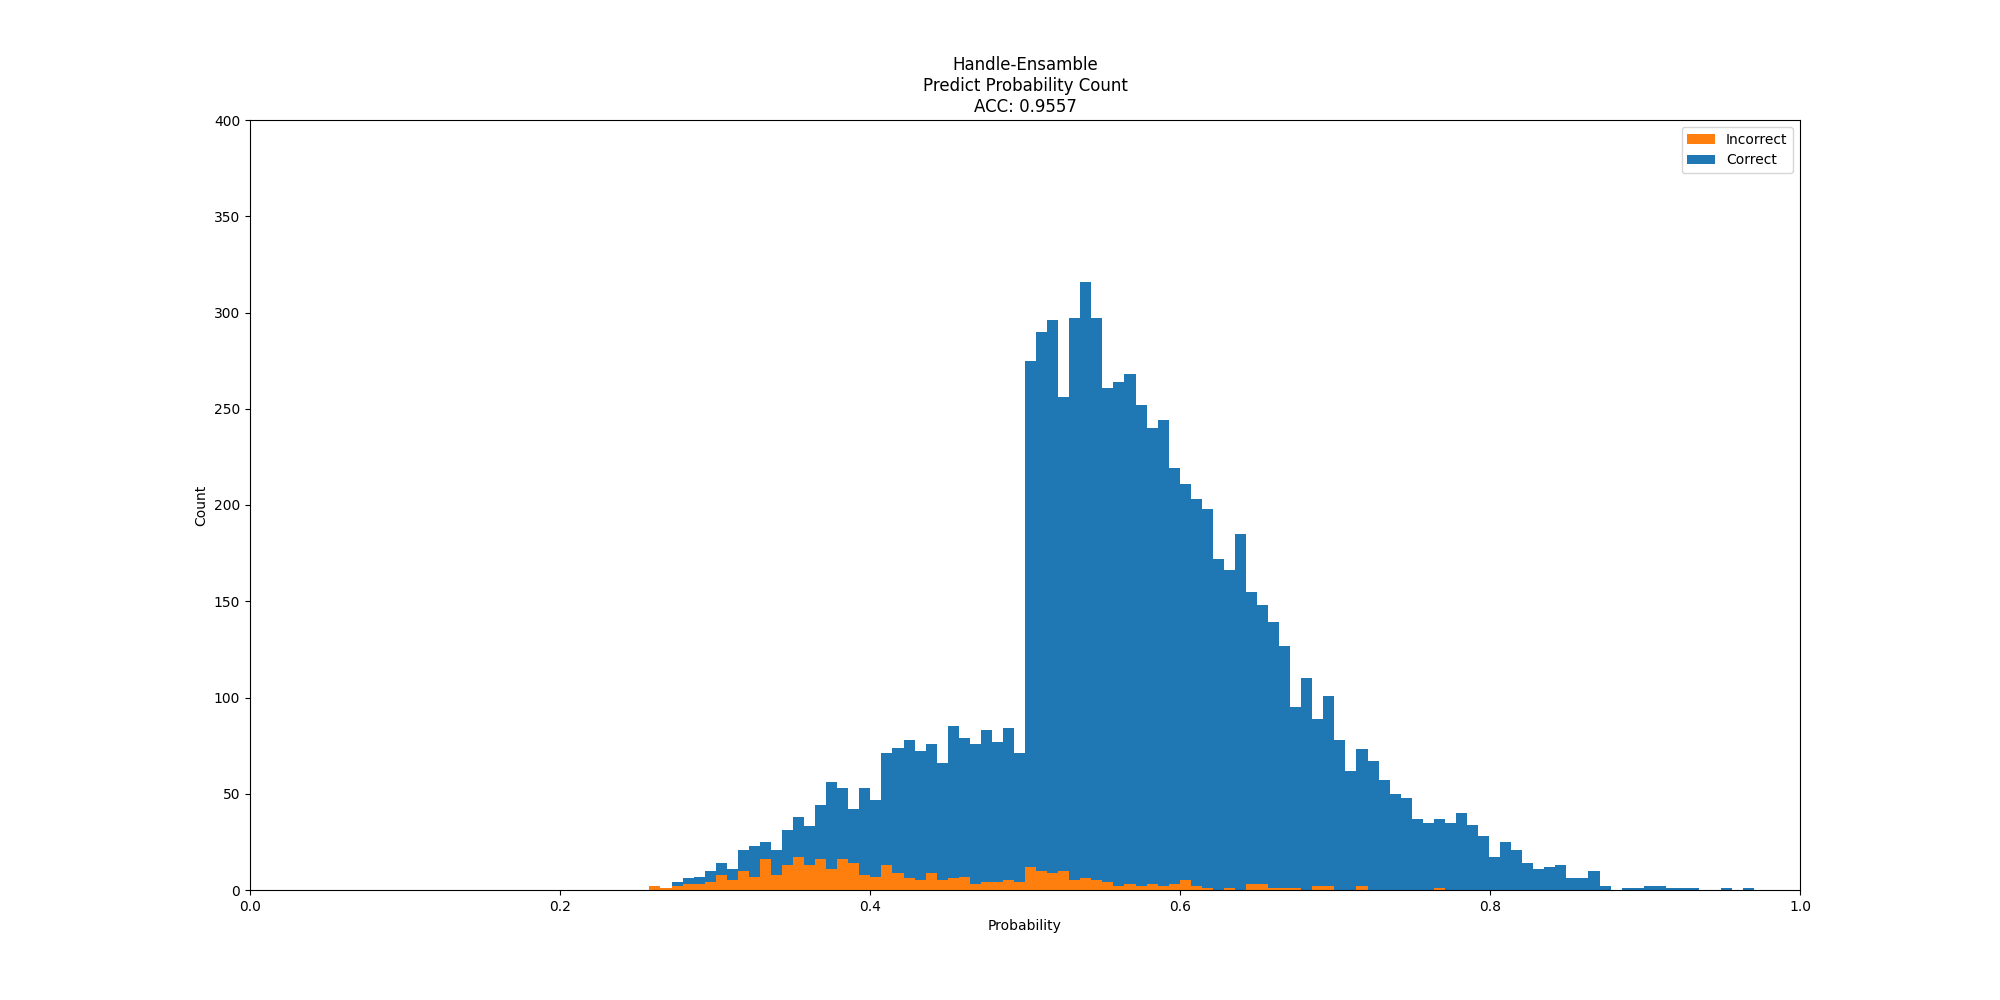 Handle-Ensamble
Predict Probability Count
ACC: 0.9557
Incorrect
Correct
400
350
300
250
200
150
100
50
0
Count
0.0
0.2
0.4
0.6
0.8
1.0
Probability